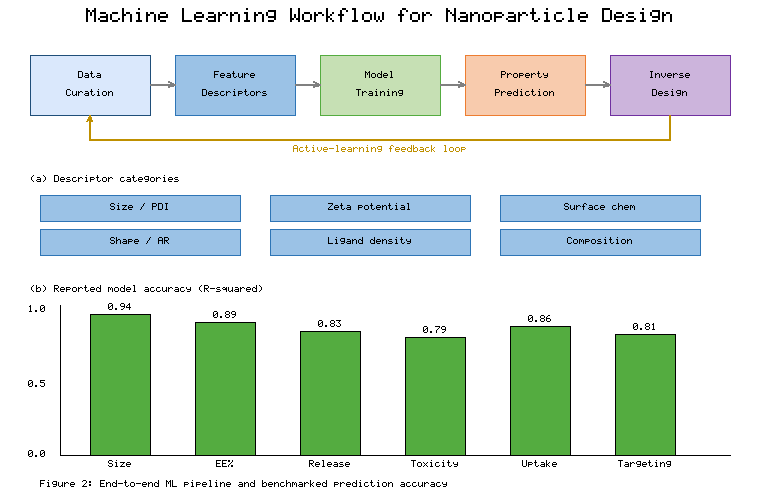 Machine Learning Workflow for Nanoparticle Design
Data
Curation
Feature
Descriptors
Model
Training
Property
Prediction
Inverse
Design
Active-learning feedback loop
(a) Descriptor categories
Size / PDI
Zeta potential
Surface chem
Shape / AR
Ligand density
Composition
(b) Reported model accuracy (R-squared)
1.0
0.5
0.0
0.94
0.89
0.83
0.79
0.86
0.81
Size
EE%
Release
Toxicity
Uptake
Targeting
Figure 2: End-to-end ML pipeline and benchmarked prediction accuracy